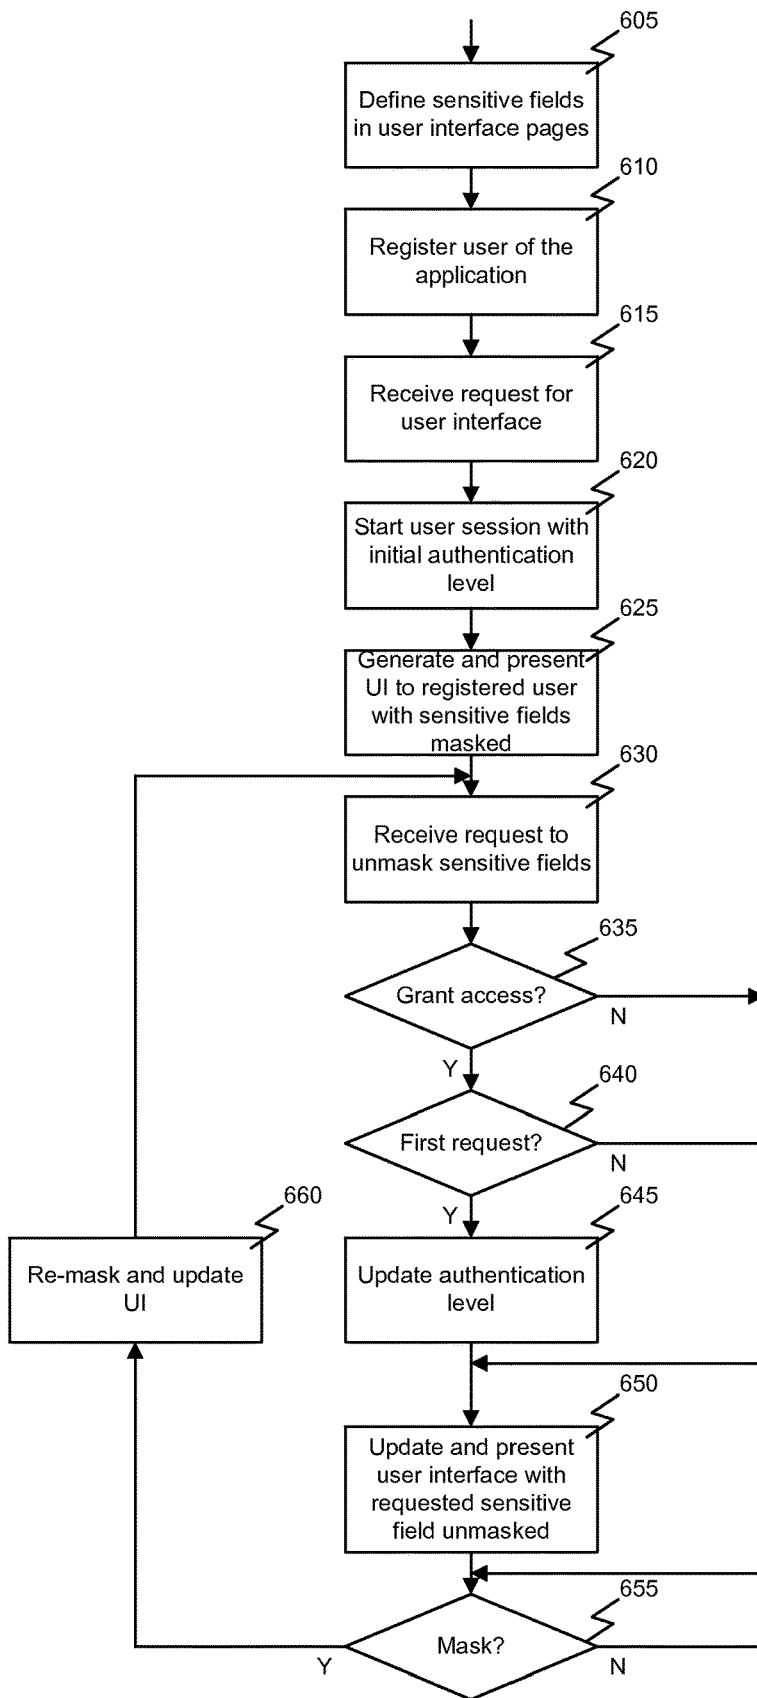 605
Define sensitive fields
in user interface pages
610
Register user of the
application
615
Receive request for
user interface
620
Start user session with
initial authentication
level
625
Generate and present
UI to registered user
with sensitive fields
masked
630
Receive request to
unmask sensitive fields
635
Grant access?
N
Y
640
First request?
N
Y
660
Re-mask and update
UI
645
Update authentication
level
650
Update and present
user interface with
requested sensitive
field unmasked
655
Mask?
Y
N